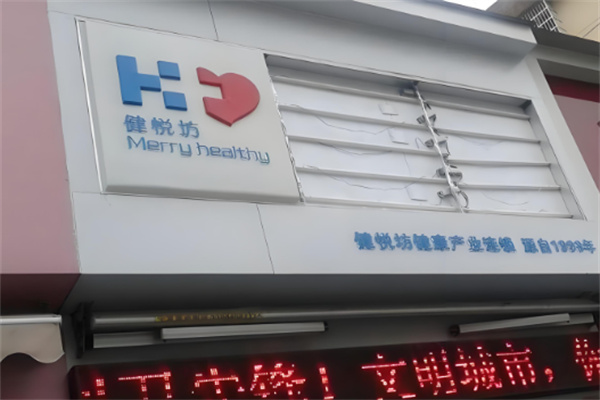 健悦坊
Merry healthy
健悦坊健康产业连锁 源自1999年
文明城市，